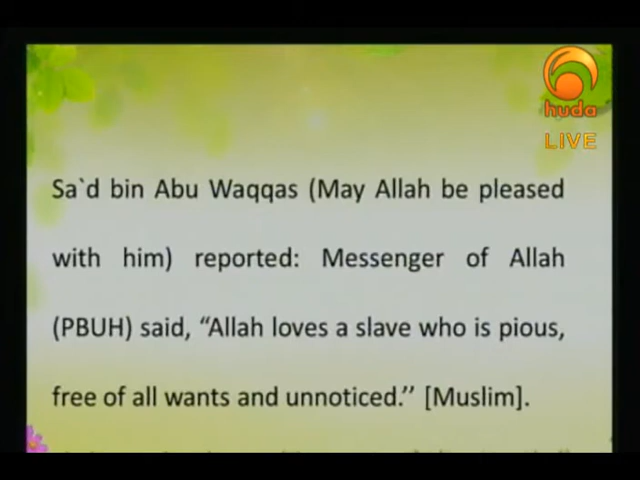 huda
LIVE
Sa`d bin Abu Waqqas (May Allah be pleased
with him) reported: Messenger of Allah
(PBUH) said, “Allah loves a slave who is pious,
free of all wants and unnoticed.’’ [Muslim].